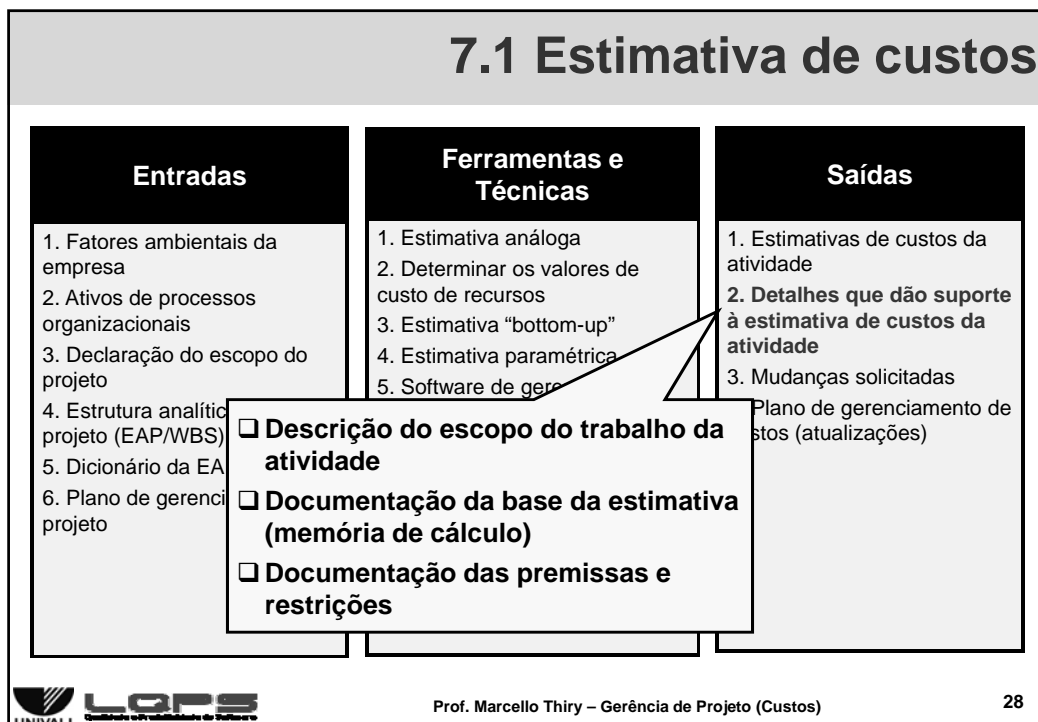 7.1 Estimativa de custos
Entradas
1. Fatores ambientais da
empresa
2. Ativos de processos
organizacionais
3. Declaração do escopo do
projeto
4. Estrutura analític
projeto (EAP/WBS)
5. Dicionário da EA
6. Plano de gerenci
projeto
Ferramentas e
Técnicas
1. Estimativa análoga
2. Determinar os valores de
custo de recursos
3. Estimativa “bottom-up”
4. Estimativa paramétrica
5. Software de gere
Saídas
1. Estimativas de custos da
atividade
2. Detalhes que dão suporte
à estimativa de custos da
atividade
3. Mudanças solicitadas
Plano de gerenciamento de
stos (atualizações)
❑ Descrição do escopo do trabalho da
atividade
❑ Documentação da base da estimativa
(memória de cálculo)
❑ Documentação das premissas e
restrições
UNIVALI
LQPS
Qualidade e Produtividade de Software
Prof. Marcello Thiry – Gerência de Projeto (Custos)
28